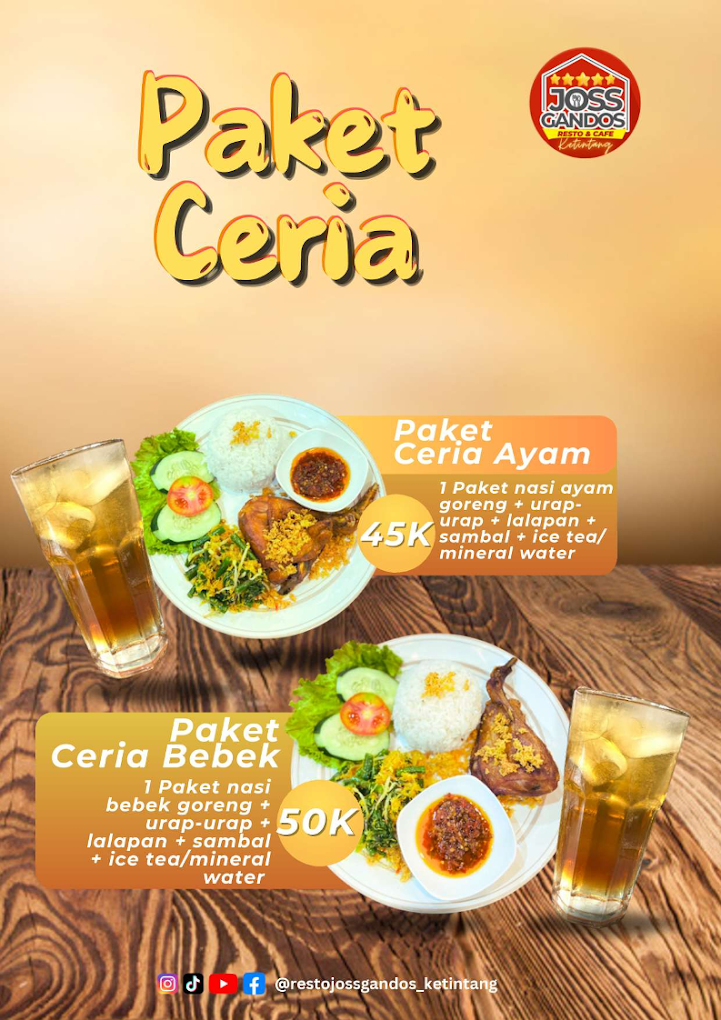 Paket
Ceria
JOSS
GANDOS
RESTO & CAFE
Ketintang
Paket
Ceria Ayam
45K
1 Paket nasi ayam
goreng + urap-
urap + lalapan +
sambal + ice tea/
mineral water
Paket
Ceria Bebek
1 Paket nasi
bebek goreng +
urap-urap +
lalapan + sambal
+ ice tea/mineral
water
50K
@restojossgandos_ketintang